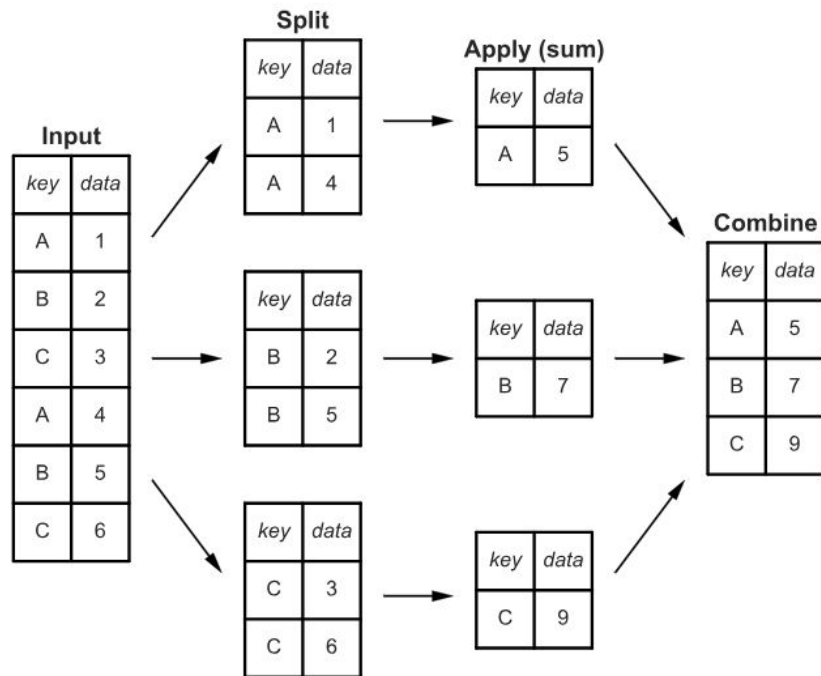 Input
key data
A 1
B 2
C 3
A 4
B 5
C 6
Split
key data
A 1
A 4
key data
B 2
B 5
key data
C 3
C 6
Apply (sum)
key data
A 5
key data
B 7
key data
C 9
Combine
key data
A 5
B 7
C 9